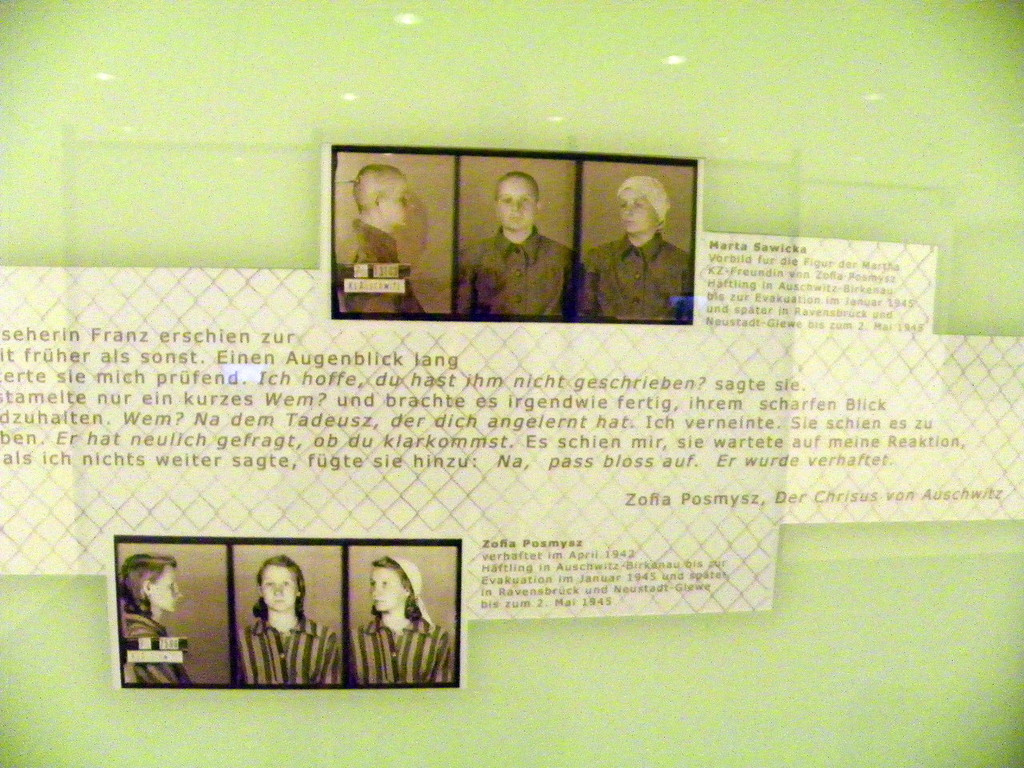 Marta Sawicka
Vorbild für die Figur der Martha
KZ-Freundin von Zofia Posmysz
Häftling in Auschwitz-Birkenau
bis zur Evakuation im Januar 1945
und später in Ravensbrück und
Neustadt-Glewe bis zum 2. Mai 1945
KL AUSCHWITZ
seherin Franz erschien zur
it früher als sonst. Einen Augenblick lang
terte sie mich prüfend. Ich hoffe, du hast ihm nicht geschrieben? sagte sie.
stamelte nur ein kurzes Wem? und brachte es irgendwie fertig, ihrem scharfen Blick
dzuhalten. Wem? Na dem Tadeusz, der dich angelernt hat. Ich verneinte. Sie schien es zu
ben. Er hat neulich gefragt, ob du klarkommst. Es schien mir, sie wartete auf meine Reaktion,
als ich nichts weiter sagte, fügte sie hinzu: Na, pass bloss auf. Er wurde verhaftet.
Zofia Posmysz, Der Chrisus von Auschwitz
Zofia Posmysz
verhaftet im April 1942
Häftling in Auschwitz-Birkenau bis zur
Evakuation im Januar 1945 und später
in Ravensbrück und Neustadt-Glewe
bis zum 2. Mai 1945